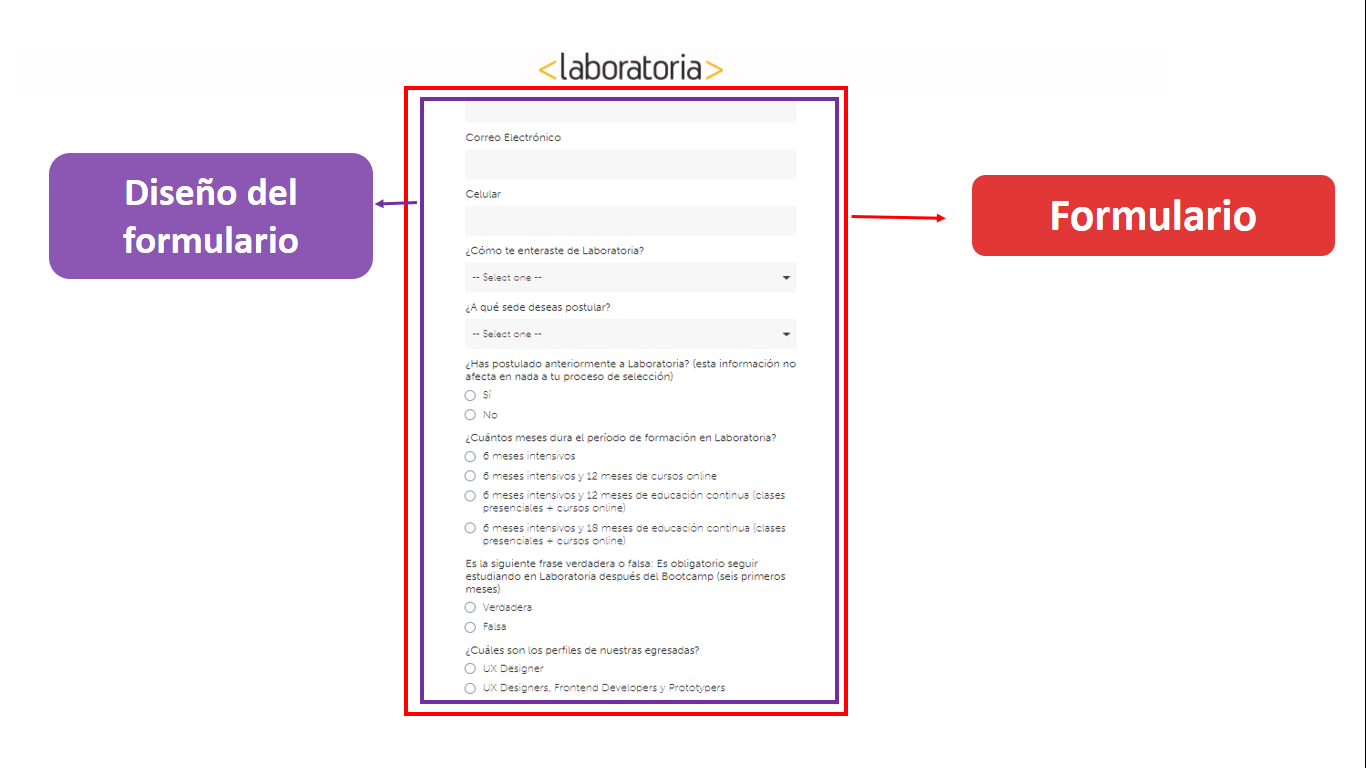 <laboratoria>
Diseño del
formulario
Formulario
Correo Electrónico
Celular
¿Cómo te enteraste de Laboratoria?
-- Select one --
¿A qué sede deseas postular?
-- Select one --
¿Has postulado anteriormente a Laboratoria? (esta información no
afecta en nada a tu proceso de selección)
Sí
No
¿Cuántos meses dura el período de formación en Laboratoria?
6 meses intensivos
6 meses intensivos y 12 meses de cursos online
6 meses intensivos y 12 meses de educación continua (clases
presenciales + cursos online)
6 meses intensivos y 18 meses de educación continua (clases
presenciales + cursos online)
Es la siguiente frase verdadera o falsa: Es obligatorio seguir
estudiando en Laboratoria después del Bootcamp (seis primeros
meses)
Verdadera
Falsa
¿Cuáles son los perfiles de nuestras egresadas?
UX Designer
UX Designers, Frontend Developers y Prototypers